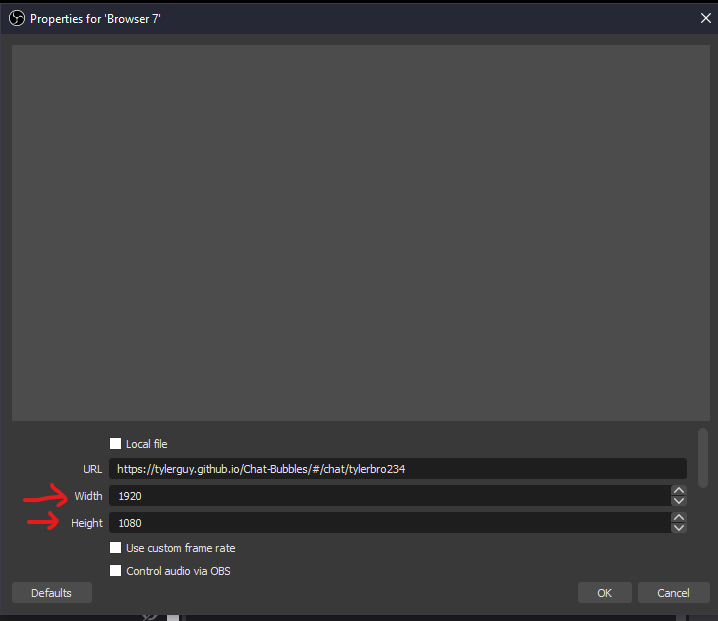 Properties for 'Browser 7'
Local file
URL https://tylerguy.github.io/Chat-Bubbles/#/chat/tylerbro234
Width 1920
Height 1080
Use custom frame rate
Control audio via OBS
Defaults OK Cancel